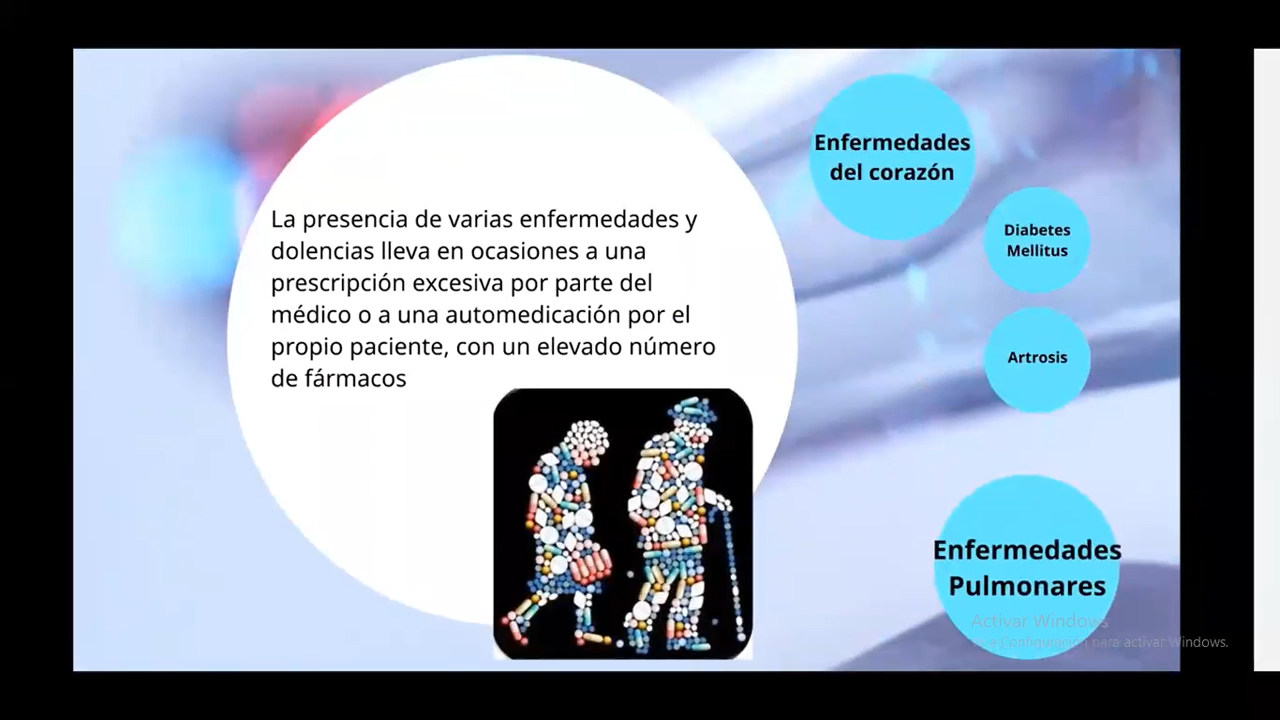 La presencia de varias enfermedades y
dolencias lleva en ocasiones a una
prescripción excesiva por parte del
médico o a una automedicación por el
propio paciente, con un elevado número
de fármacos
Enfermedades
del corazón
Diabetes
Mellitus
Artrosis
Enfermedades
Pulmonares
Activar Windows
a Configuración para activar Windows.